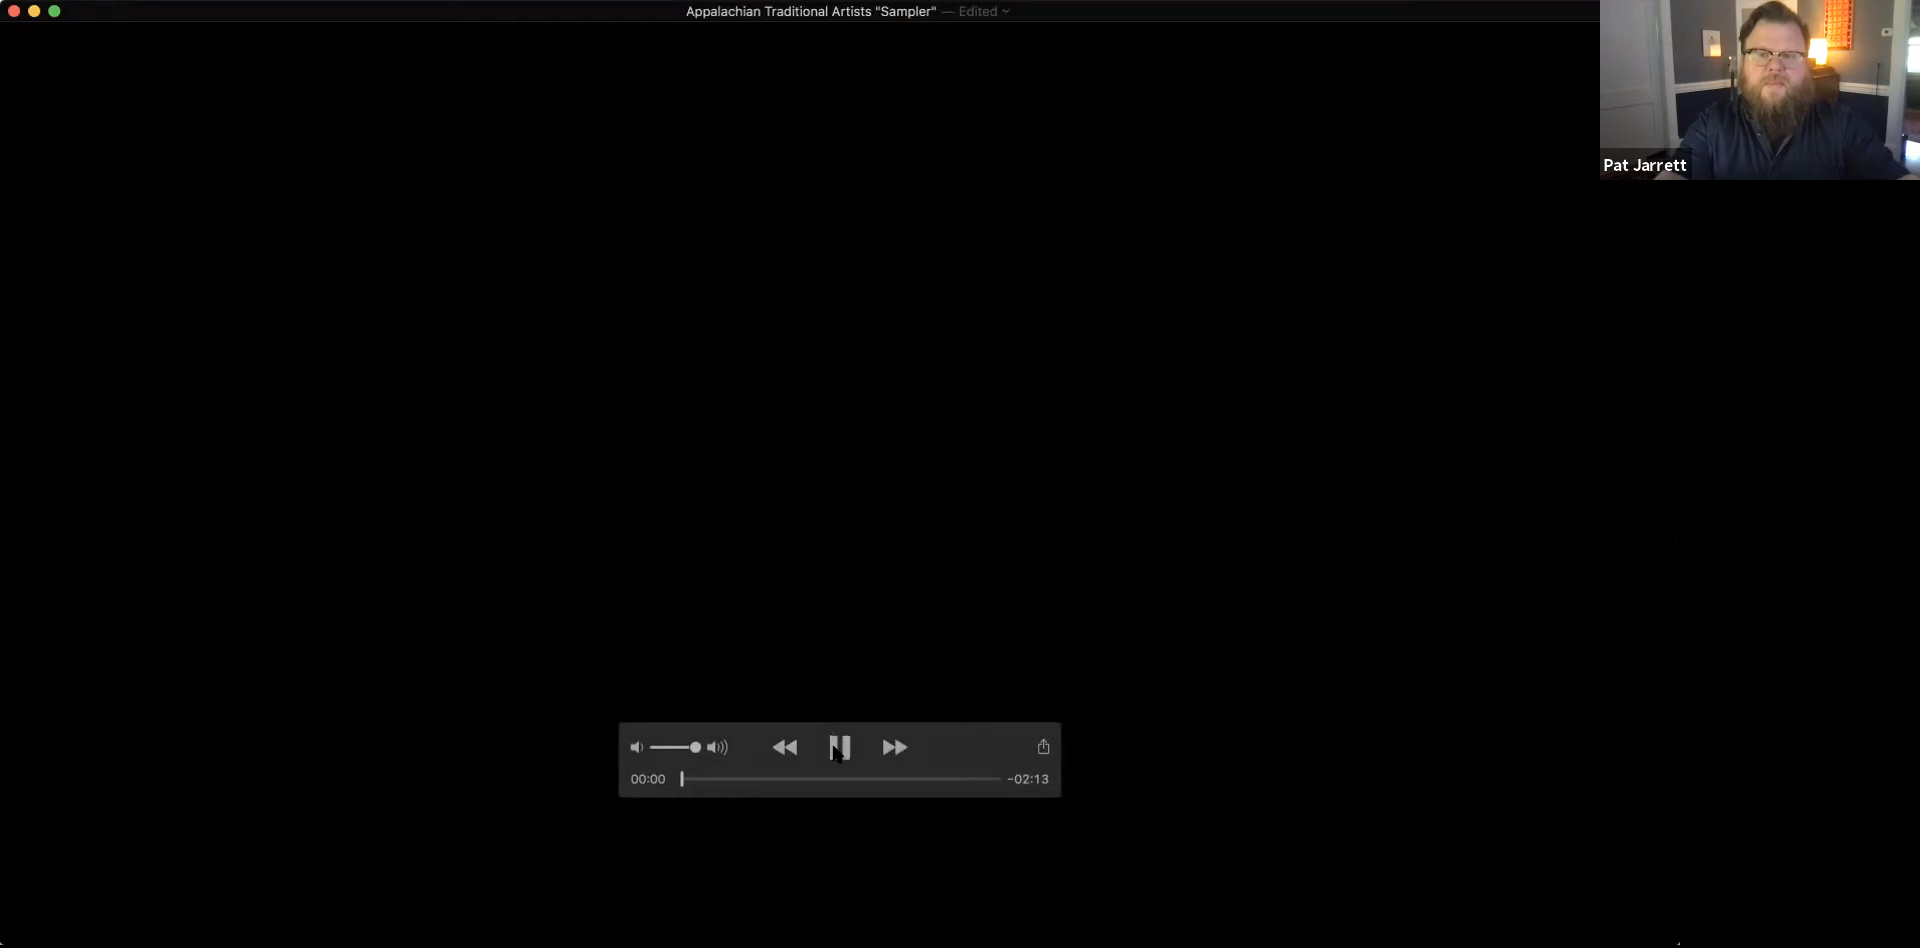 Appalachian Traditional Artists "Sampler" — Edited
Pat Jarrett
00:00
-02:13